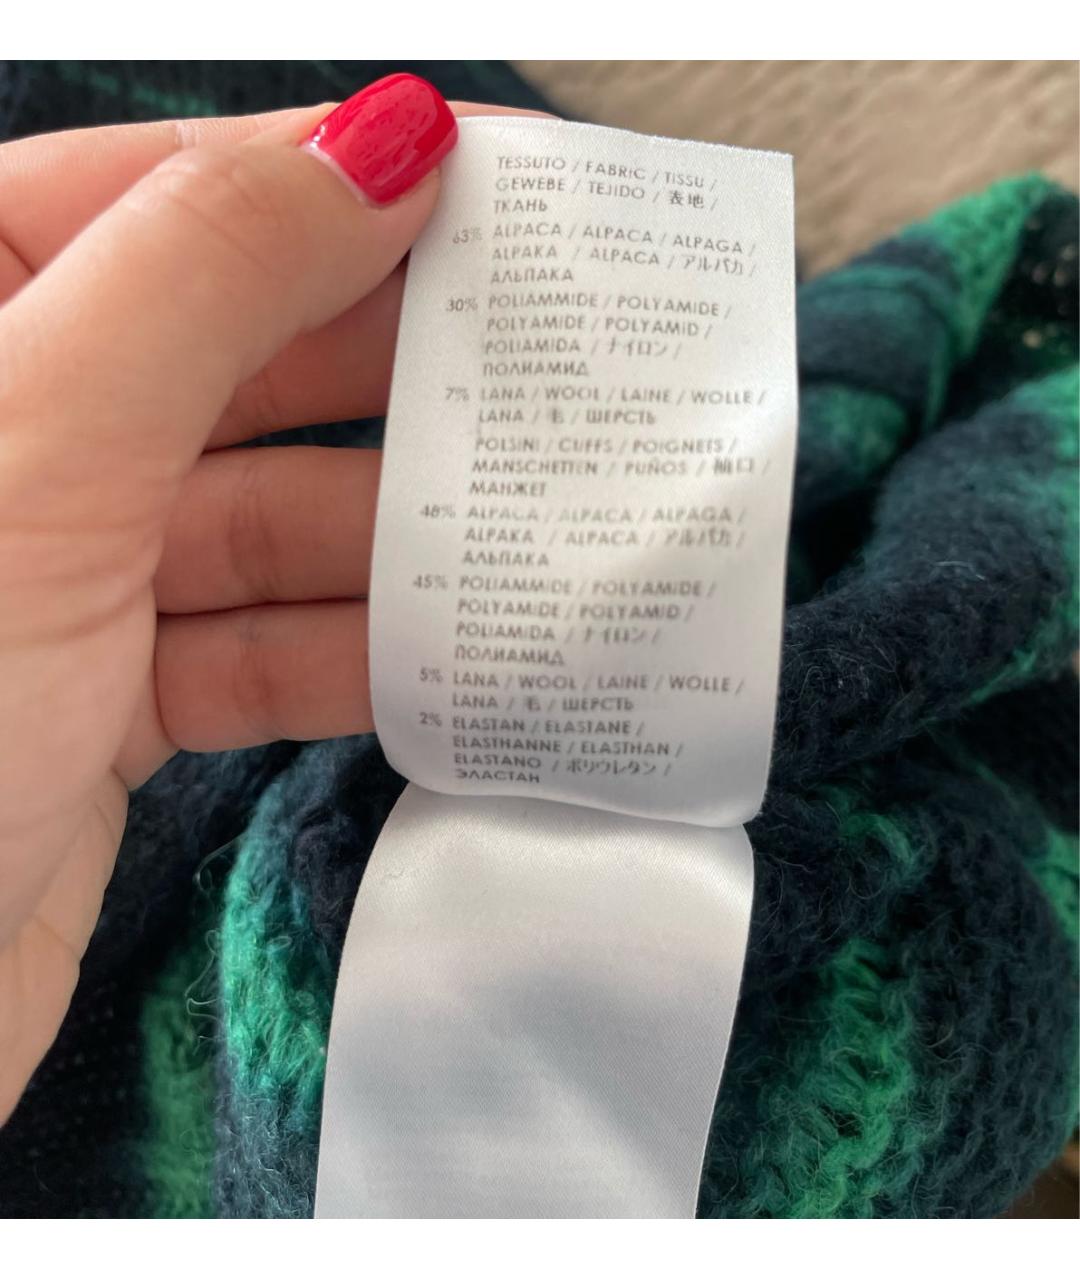 TESSUTO / FABRIC / TISSU /
GEWEBE / TEJIDO / 表地 /
ТКАНЬ
63% ALPACA / ALPACA / ALPAGA /
ALPAKA / ALPACA / アルパカ /
АЛЬПАКА
30% POLIAMMIDE / POLYAMIDE /
POLYAMIDE / POLYAMID /
POLIAMIDA / ナイロン /
ПОЛИАМИД
7% LANA / WOOL / LAINE / WOLLE /
LANA / 毛 / ШЕРСТЬ
POLSINI / CUFFS / POIGNETS /
MANSCHETTEN / PUÑOS / 袖口 /
МАНЖЕТ
48% ALPACA / ALPACA / ALPAGA /
ALPAKA / ALPACA / アルパカ /
АЛЬПАКА
45% POLIAMMIDE / POLYAMIDE /
POLYAMIDE / POLYAMID /
POLIAMIDA / ナイロン /
ПОЛИАМИД
5% LANA / WOOL / LAINE / WOLLE /
LANA / 毛 / ШЕРСТЬ
2% ELASTAN / ELASTANE /
ELASTHANNE / ELASTHAN /
ELASTANO / ポリウレタン /
ЭЛАСТАН